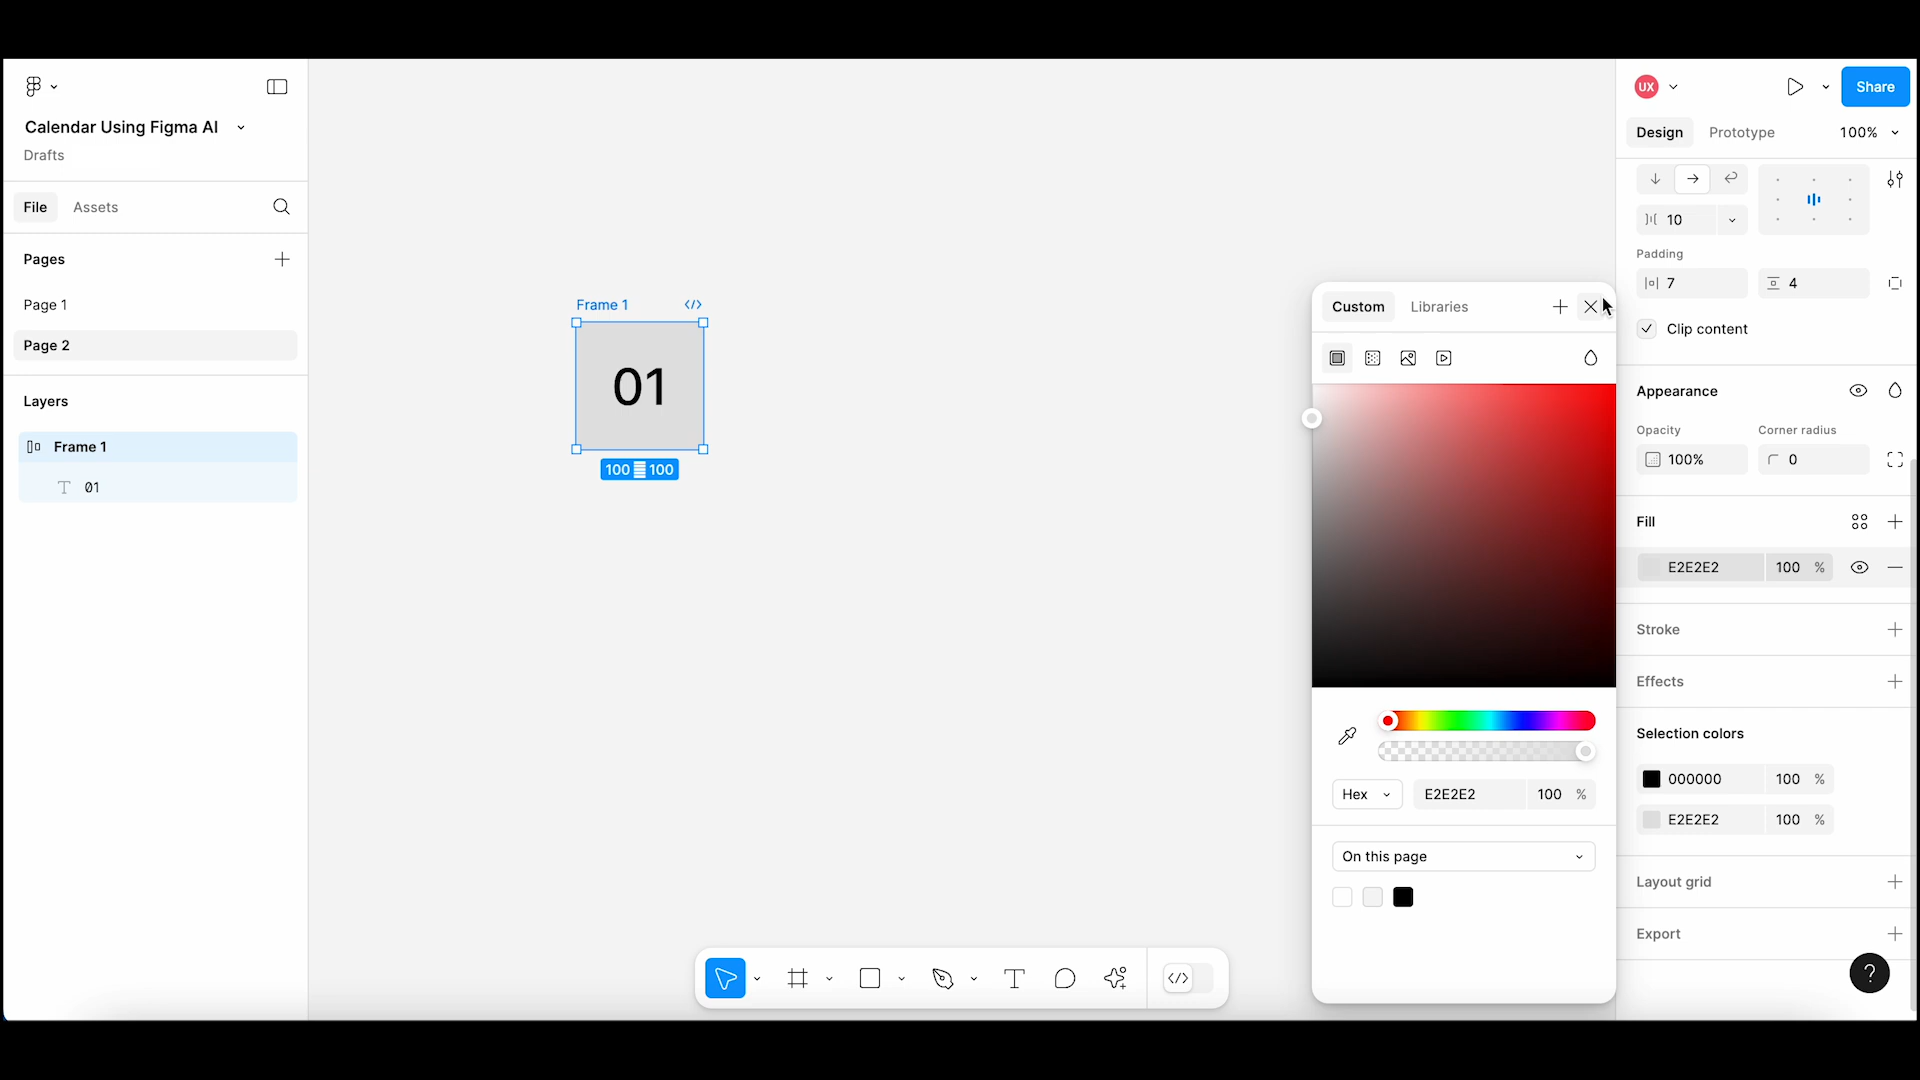 Calendar Using Figma AI
Drafts
File
Assets
Pages
Page 1
Page 2
Layers
Frame 1
01
Frame 1
</>
01
100
100
Custom
Libraries
Hex
E2E2E2
100
%
On this page
UX
Share
Design
Prototype
100%
10
Padding
7
4
Clip content
Appearance
Opacity
Corner radius
100%
0
Fill
E2E2E2
100
%
Stroke
Effects
Selection colors
000000
100
%
E2E2E2
100
%
Layout grid
Export
?
</>